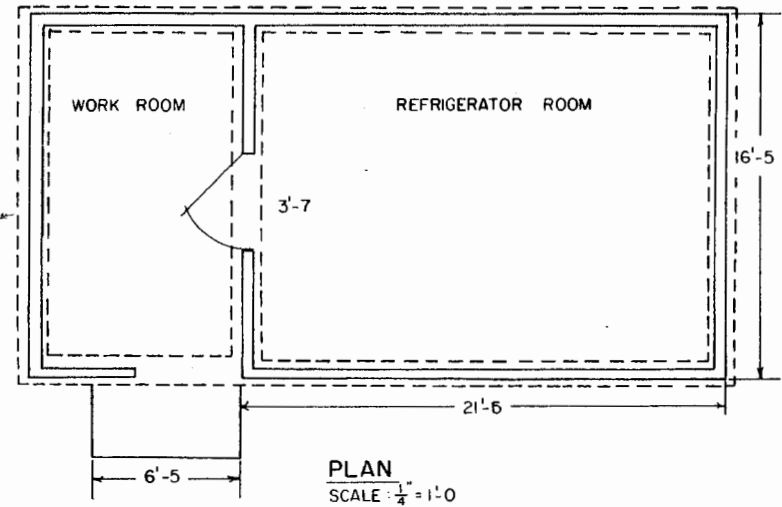 WORK ROOM
REFRIGERATOR ROOM
16'-5
3'-7
21'-6
6'-5
PLAN
SCALE : 1/4" = 1'-0